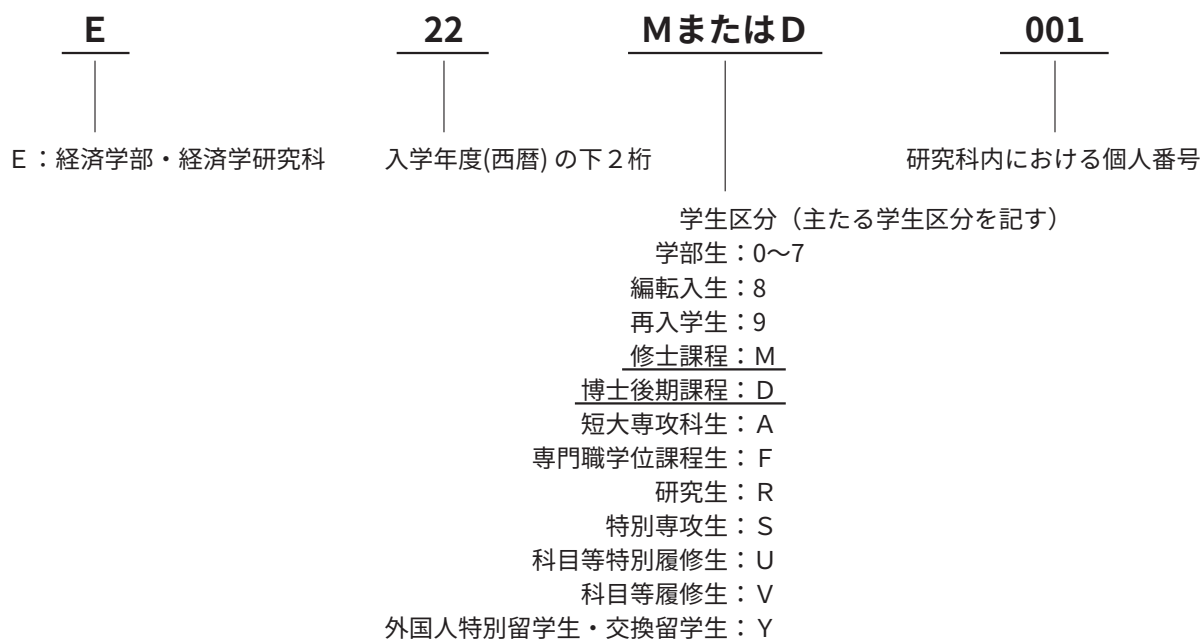 E 22 MまたはD 001
E：経済学部・経済学研究科 入学年度(西暦) の下２桁 研究科内における個人番号
学生区分（主たる学生区分を記す）
学部生：0～7
編転入生：8
再入学生：9
修士課程：M
博士後期課程：D
短大専攻科生：A
専門職学位課程生：F
研究生：R
特別専攻生：S
科目等特別履修生：U
科目等履修生：V
外国人特別留学生・交換留学生：Y